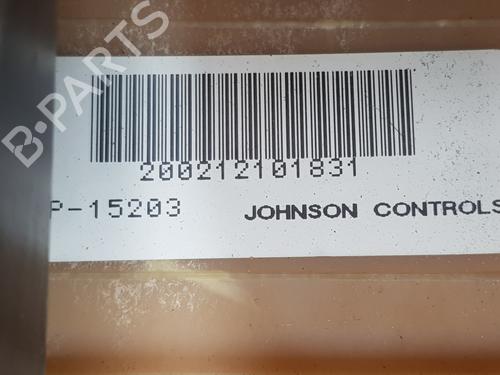 B-PARTS
200212101831
P-15203 JOHNSON CONTROLS